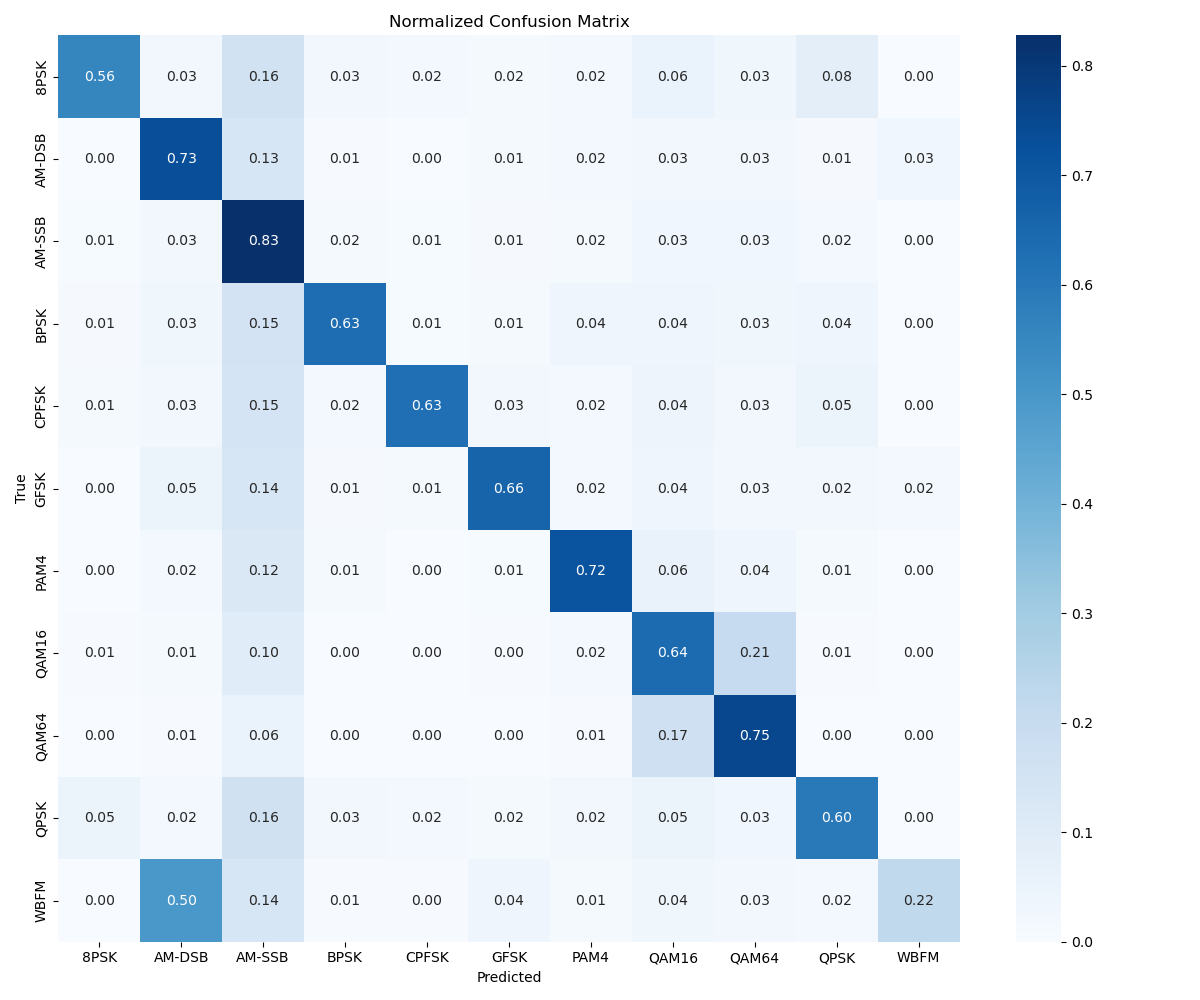 Normalized Confusion Matrix
8PSK 0.56 0.03 0.16 0.03 0.02 0.02 0.02 0.06 0.03 0.08 0.00
AM-DSB 0.00 0.73 0.13 0.01 0.00 0.01 0.02 0.03 0.03 0.01 0.03
AM-SSB 0.01 0.03 0.83 0.02 0.01 0.01 0.02 0.03 0.03 0.02 0.00
BPSK 0.01 0.03 0.15 0.63 0.01 0.01 0.04 0.04 0.03 0.04 0.00
CPFSK 0.01 0.03 0.15 0.02 0.63 0.03 0.02 0.04 0.03 0.05 0.00
True
GFSK 0.00 0.05 0.14 0.01 0.01 0.66 0.02 0.04 0.03 0.02 0.02
PAM4 0.00 0.02 0.12 0.01 0.00 0.01 0.72 0.06 0.04 0.01 0.00
QAM16 0.01 0.01 0.10 0.00 0.00 0.00 0.02 0.64 0.21 0.01 0.00
QAM64 0.00 0.01 0.06 0.00 0.00 0.00 0.01 0.17 0.75 0.00 0.00
QPSK 0.05 0.02 0.16 0.03 0.02 0.02 0.02 0.05 0.03 0.60 0.00
WBFM 0.00 0.50 0.14 0.01 0.00 0.04 0.01 0.04 0.03 0.02 0.22
8PSK AM-DSB AM-SSB BPSK CPFSK GFSK PAM4 QAM16 QAM64 QPSK WBFM
Predicted
0.8
0.7
0.6
0.5
0.4
0.3
0.2
0.1
0.0